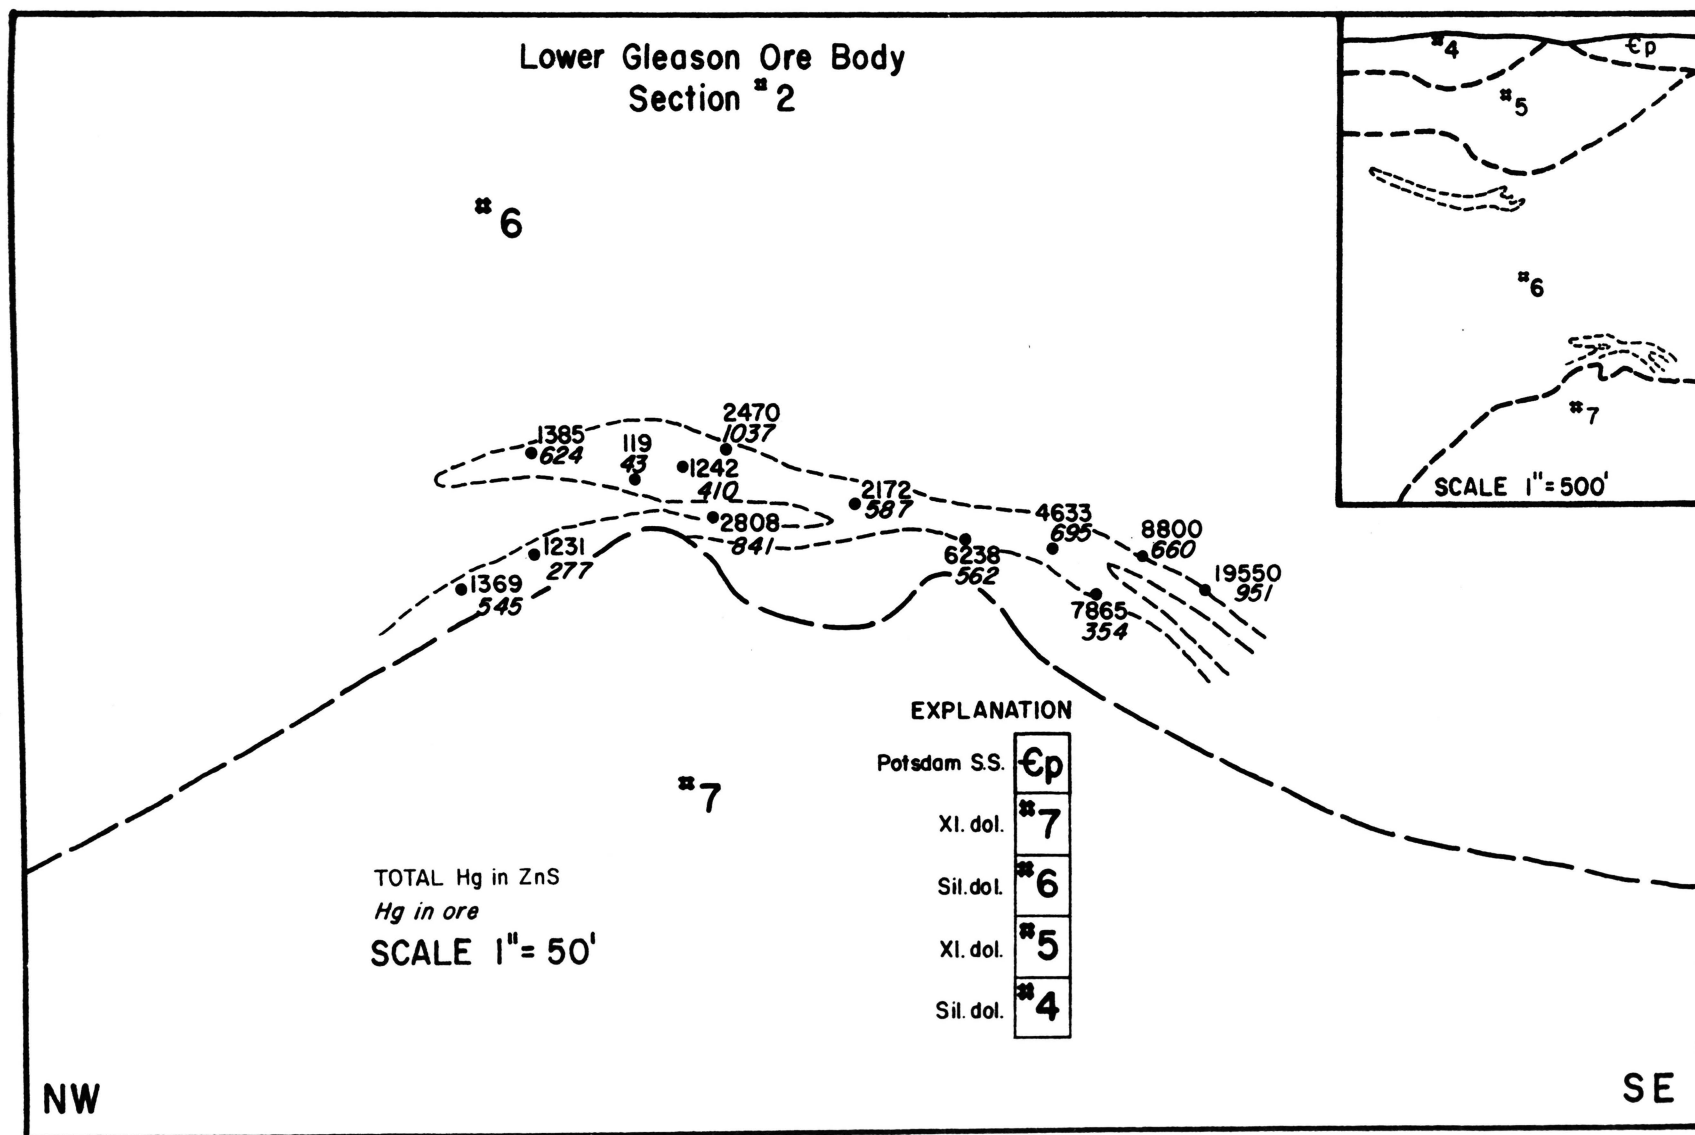 Lower Gleason Ore Body
Section #2
#4
Єp
#5
#6
#7
SCALE 1"=500'
#6
2470
1037
1385
624
119
43
1242
410
2172
587
2808
841
4633
695
8800
660
1231
277
6238
562
19550
951
1369
545
7865
354
#7
EXPLANATION
Potsdam S.S. Єp
Xl. dol. #7
Sil. dol. #6
Xl. dol. #5
Sil. dol. #4
TOTAL Hg in ZnS
Hg in ore
SCALE 1"= 50'
NW
SE